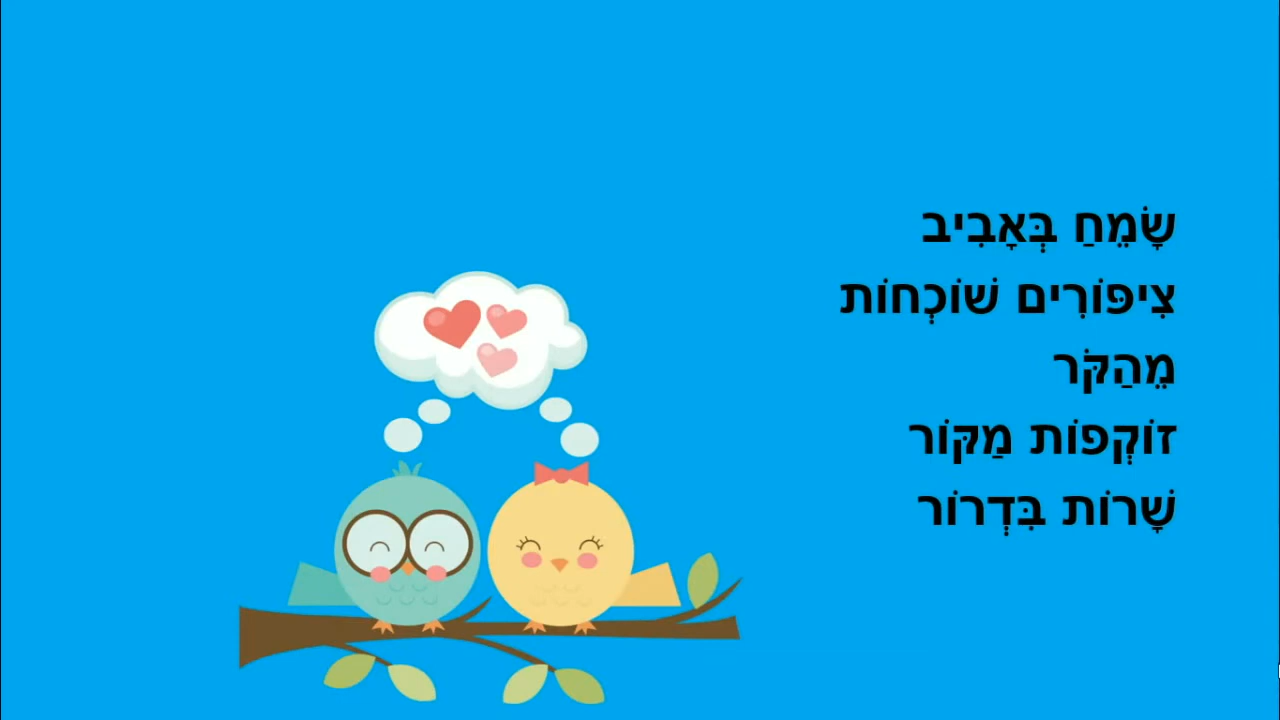 שָׂמֵחַ בְּאָבִיב
צִיפּוֹרִים שׁוֹכְחוֹת
מֵהַקֹּר
זוֹקְפוֹת מַקּוֹר
שָׁרוֹת בִּדְרוֹר